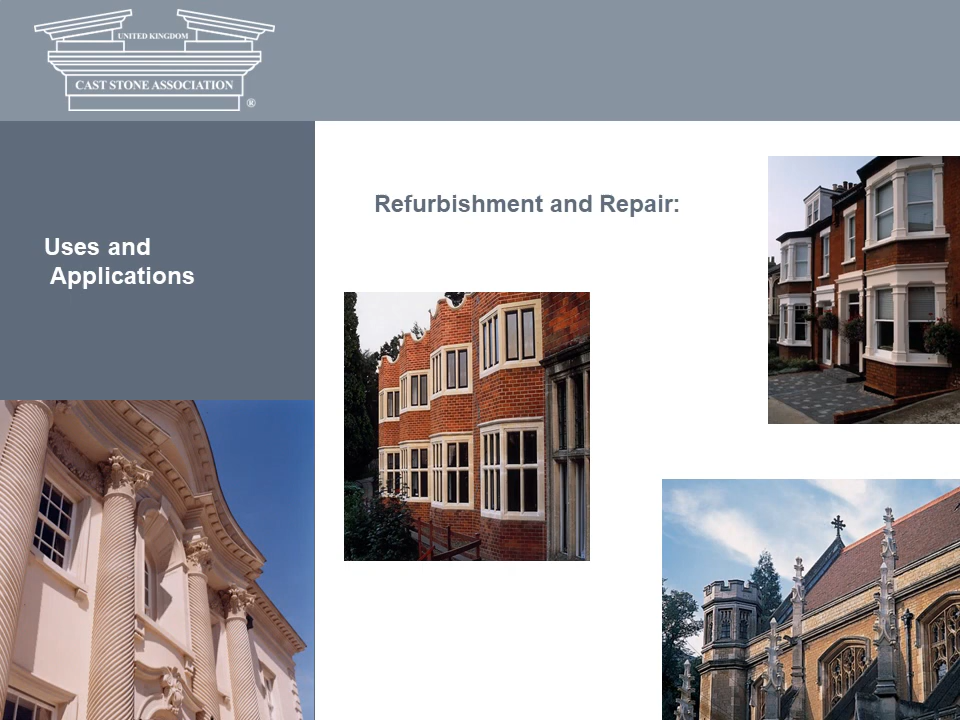 UNITED KINGDOM
CAST STONE ASSOCIATION
®
Uses and
Applications
Refurbishment and Repair: